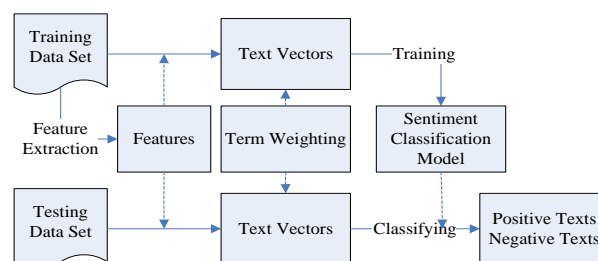 Training
Data Set
Text Vectors
Training
Feature
Extraction
Features
Term Weighting
Sentiment
Classification
Model
Testing
Data Set
Text Vectors
Classifying
Positive Texts
Negative Texts